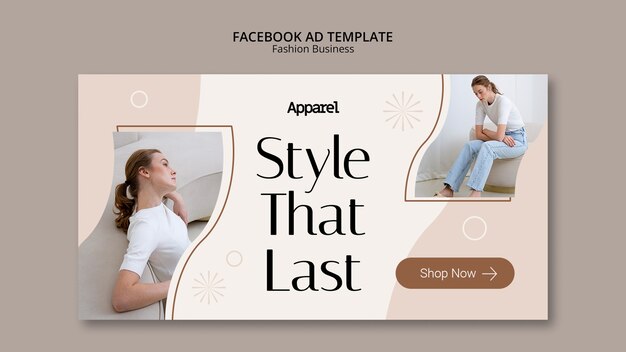 FACEBOOK AD TEMPLATE
Fashion Business
Apparel
Style
That
Last
Shop Now